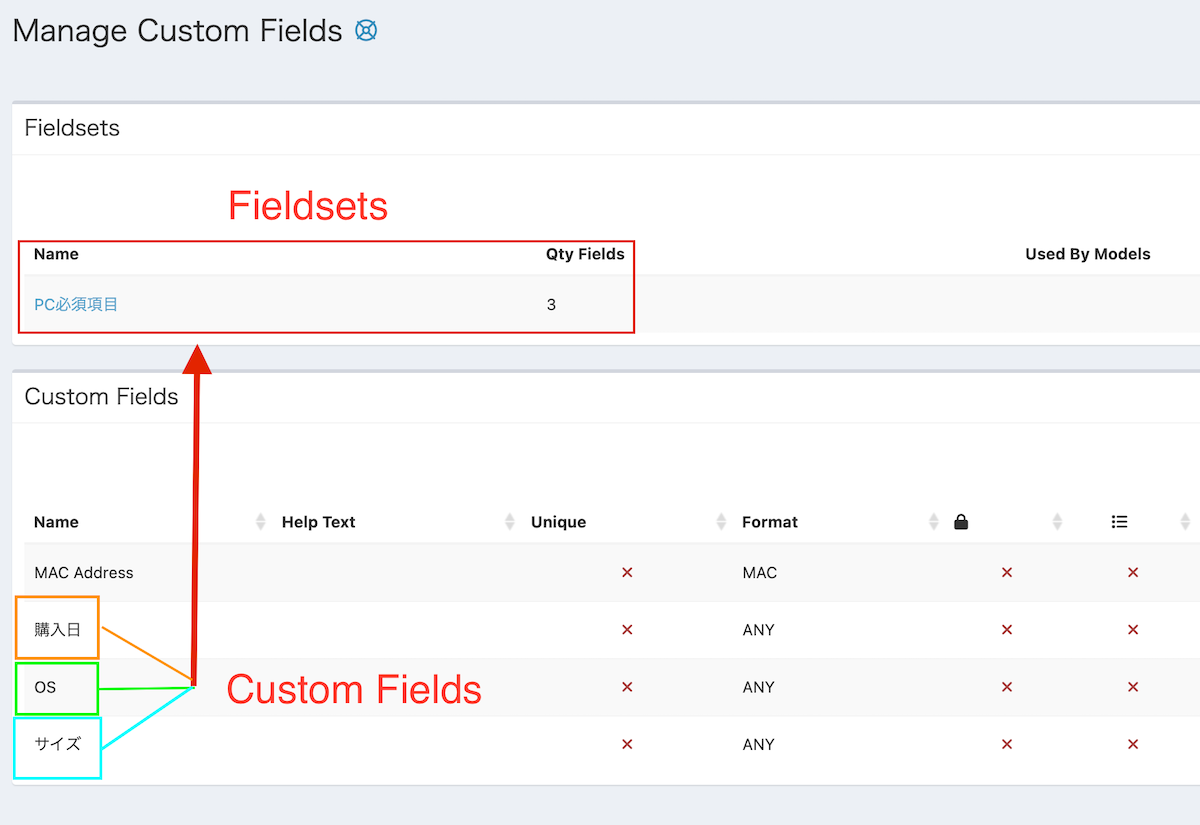 Manage Custom Fields
Fieldsets
Fieldsets
Name Qty Fields Used By Models
PC必須項目 3
Custom Fields
Name Help Text Unique Format
MAC Address MAC
購入日 ANY
OS ANY
Custom Fields
サイズ ANY